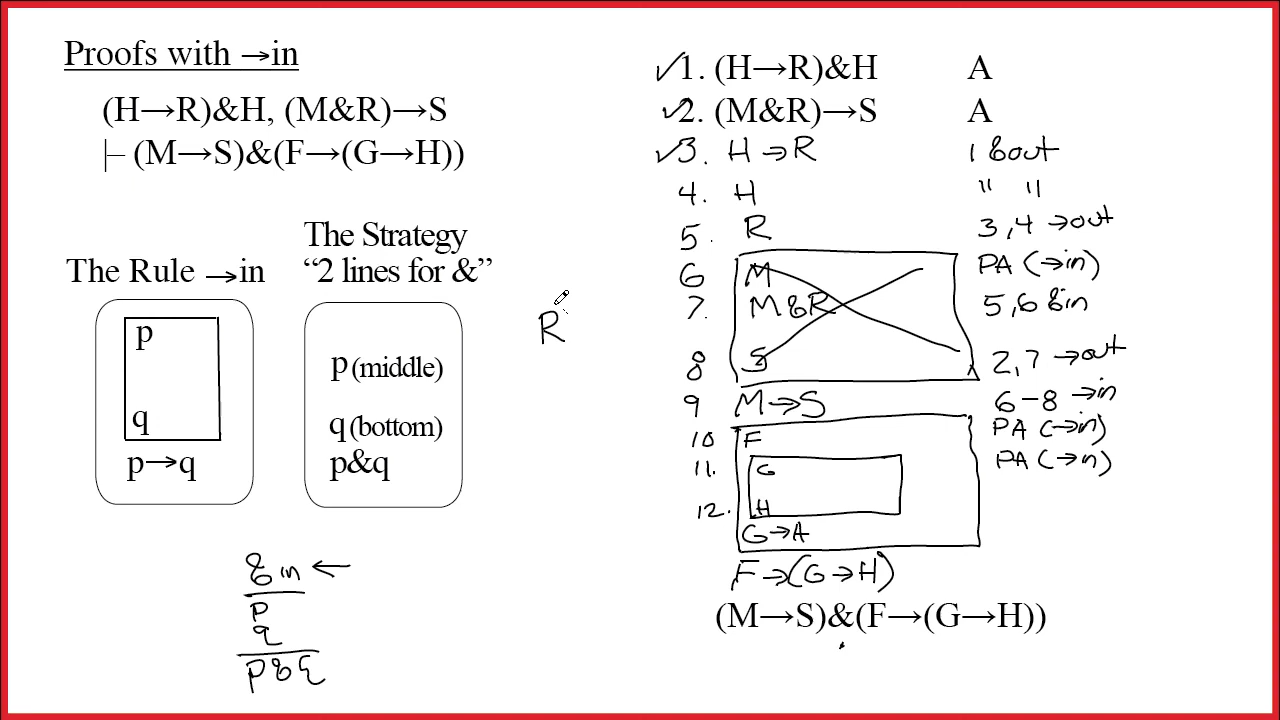 Proofs with →in
(H→R)&H, (M&R)→S
|– (M→S)&(F→(G→H))
The Rule →in
p
q
p→q
The Strategy
“2 lines for &”
p (middle)
q (bottom)
p&q
& in ←
p
q
p & q
R
✓1. (H→R)&H A
✓2. (M&R)→S A
✓3. H→R 1 &out
4. H " "
5. R 3,4 →out
6 M PA (→in)
7. M&R 5,6 &in
8 S 2,7 →out
9 M→S 6–8 →in
10 F PA (→in)
11. G PA (→in)
12. H
G→A
F→(G→H)
(M→S)&(F→(G→H))